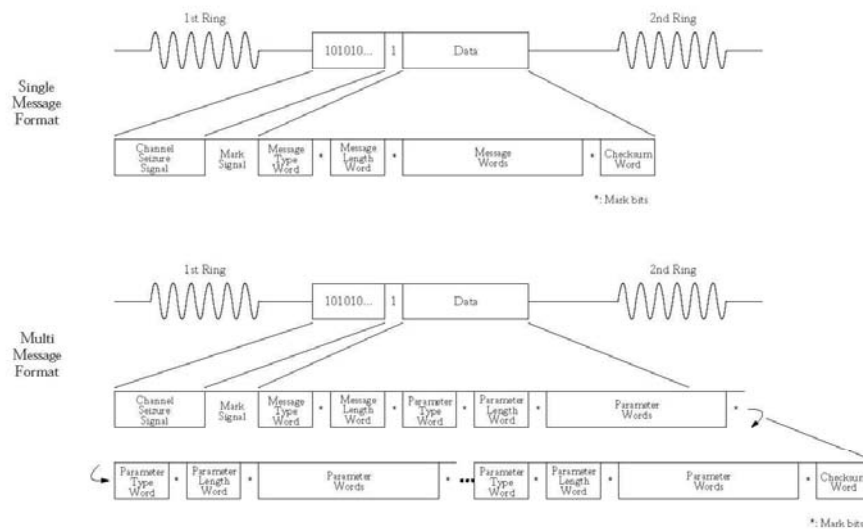 1st Ring
2nd Ring
101010... 1 Data
Single
Message
Format
Channel
Seizure
Signal
Mark
Signal
Message
Type
Word
*
Message
Length
Word
*
Message
Words
*
Checksum
Word
*: Mark bits
1st Ring
2nd Ring
101010... 1 Data
Multi
Message
Format
Channel
Seizure
Signal
Mark
Signal
Message
Type
Word
*
Message
Length
Word
*
Parameter
Type
Word
*
Parameter
Length
Word
*
Parameter
Words
*
Parameter
Type
Word
*
Parameter
Length
Word
*
Parameter
Words
*
Parameter
Type
Word
*
Parameter
Length
Word
*
Parameter
Words
*
Checksum
Word
*: Mark bits